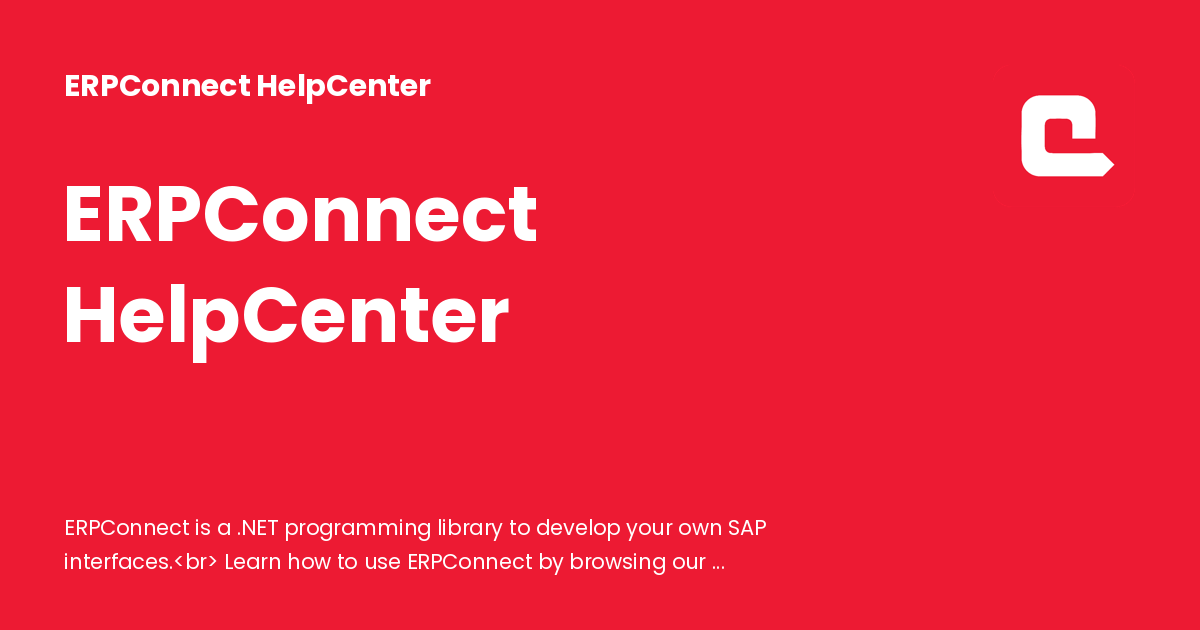 ERPConnect HelpCenter
ERPConnect
HelpCenter
ERPConnect is a .NET programming library to develop your own SAP
interfaces.<br> Learn how to use ERPConnect by browsing our ...